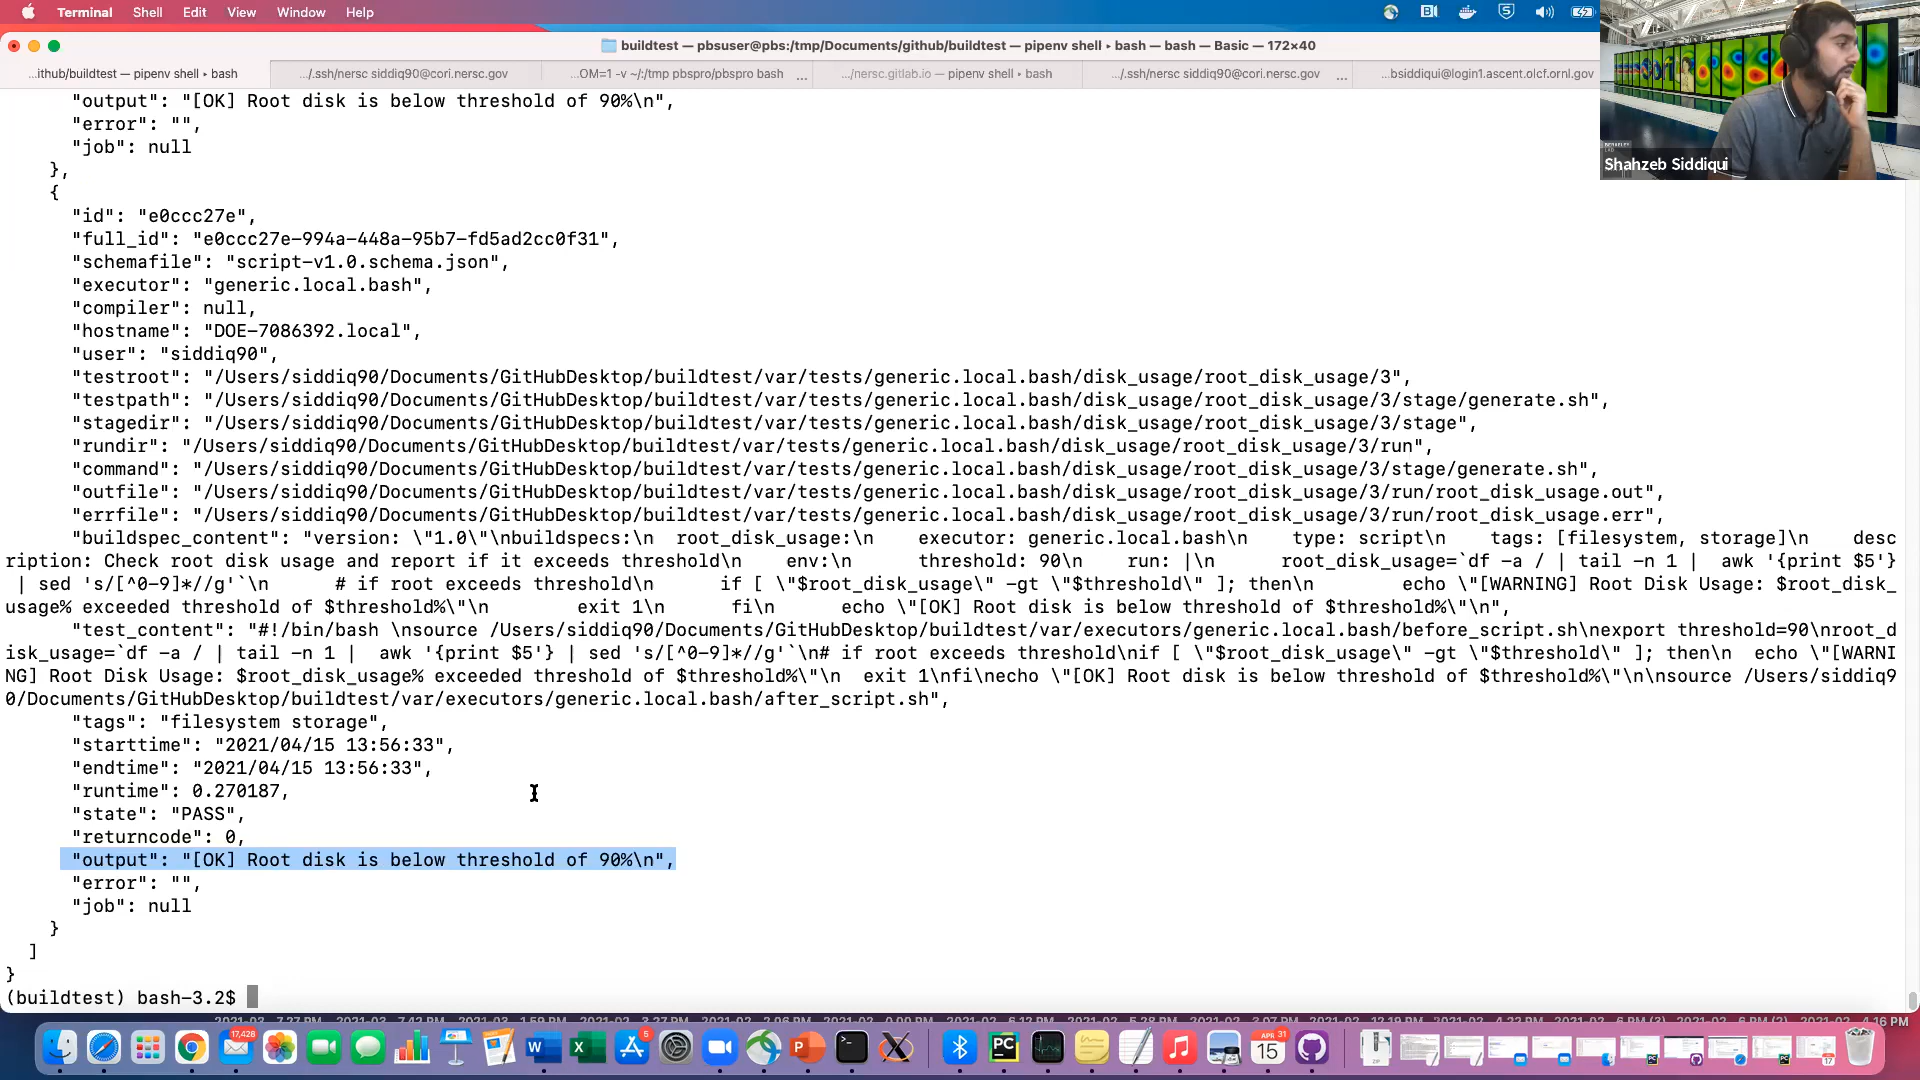 Terminal Shell Edit View Window Help
buildtest — pbsuser@pbs:/tmp/Documents/github/buildtest — pipenv shell ▸ bash — bash — Basic — 172×40
...ithub/buildtest — pipenv shell ▸ bash
.../.ssh/nersc siddiq90@cori.nersc.gov
...OM=1 -v ~/:/tmp pbspro/pbspro bash ...
.../nersc.gitlab.io — pipenv shell ▸ bash
.../.ssh/nersc siddiq90@cori.nersc.gov ...
...bsiddiqui@login1.ascent.olcf.ornl.gov
Shahzeb Siddiqui
"output": "[OK] Root disk is below threshold of 90%\n",
"error": "",
"job": null
},
{
"id": "e0ccc27e",
"full_id": "e0ccc27e-994a-448a-95b7-fd5ad2cc0f31",
"schemafile": "script-v1.0.schema.json",
"executor": "generic.local.bash",
"compiler": null,
"hostname": "DOE-7086392.local",
"user": "siddiq90",
"testroot": "/Users/siddiq90/Documents/GitHubDesktop/buildtest/var/tests/generic.local.bash/disk_usage/root_disk_usage/3",
"testpath": "/Users/siddiq90/Documents/GitHubDesktop/buildtest/var/tests/generic.local.bash/disk_usage/root_disk_usage/3/stage/generate.sh",
"stagedir": "/Users/siddiq90/Documents/GitHubDesktop/buildtest/var/tests/generic.local.bash/disk_usage/root_disk_usage/3/stage",
"rundir": "/Users/siddiq90/Documents/GitHubDesktop/buildtest/var/tests/generic.local.bash/disk_usage/root_disk_usage/3/run",
"command": "/Users/siddiq90/Documents/GitHubDesktop/buildtest/var/tests/generic.local.bash/disk_usage/root_disk_usage/3/stage/generate.sh",
"outfile": "/Users/siddiq90/Documents/GitHubDesktop/buildtest/var/tests/generic.local.bash/disk_usage/root_disk_usage/3/run/root_disk_usage.out",
"errfile": "/Users/siddiq90/Documents/GitHubDesktop/buildtest/var/tests/generic.local.bash/disk_usage/root_disk_usage/3/run/root_disk_usage.err",
"buildspec_content": "version: \"1.0\"\nbuildspecs:\n  root_disk_usage:\n    executor: generic.local.bash\n    type: script\n    tags: [filesystem, storage]\n    desc
ription: Check root disk usage and report if it exceeds threshold\n    env:\n      threshold: 90\n    run: |\n      root_disk_usage=`df -a / | tail -n 1 |  awk '{print $5'}
 | sed 's/[^0-9]*//g'`\n      # if root exceeds threshold\n      if [ \"$root_disk_usage\" -gt \"$threshold\" ]; then\n        echo \"[WARNING] Root Disk Usage: $root_disk_
usage% exceeded threshold of $threshold%\"\n        exit 1\n      fi\n      echo \"[OK] Root disk is below threshold of $threshold%\"\n",
"test_content": "#!/bin/bash \nsource /Users/siddiq90/Documents/GitHubDesktop/buildtest/var/executors/generic.local.bash/before_script.sh\nexport threshold=90\nroot_d
isk_usage=`df -a / | tail -n 1 |  awk '{print $5'} | sed 's/[^0-9]*//g'`\n# if root exceeds threshold\nif [ \"$root_disk_usage\" -gt \"$threshold\" ]; then\n  echo \"[WARNI
NG] Root Disk Usage: $root_disk_usage% exceeded threshold of $threshold%\"\n  exit 1\nfi\necho \"[OK] Root disk is below threshold of $threshold%\"\n\nsource /Users/siddiq9
0/Documents/GitHubDesktop/buildtest/var/executors/generic.local.bash/after_script.sh",
"tags": "filesystem storage",
"starttime": "2021/04/15 13:56:33",
"endtime": "2021/04/15 13:56:33",
"runtime": 0.270187,
"state": "PASS",
"returncode": 0,
"output": "[OK] Root disk is below threshold of 90%\n",
"error": "",
"job": null
}
]
}
(buildtest) bash-3.2$
17,428
5
APR 31
15
PC
17